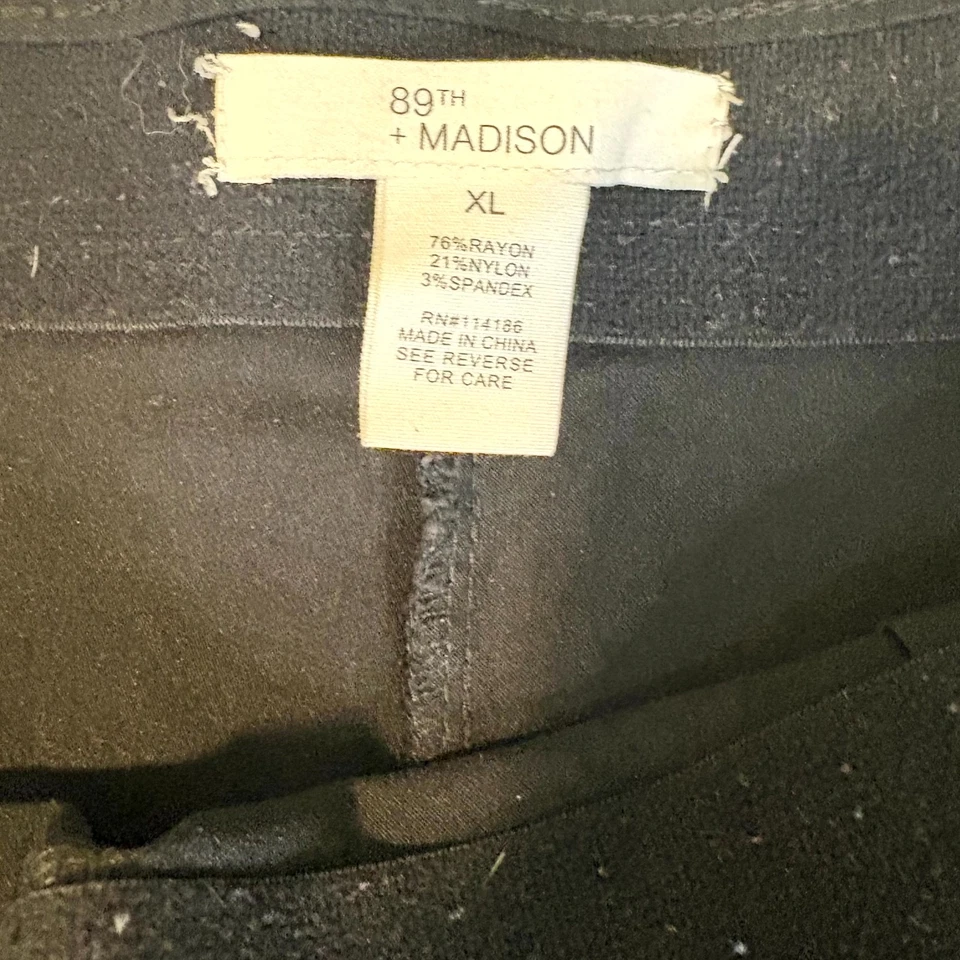 89TH
+ MADISON
XL
76%RAYON
21%NYLON
3%SPANDEX
RN#114186
MADE IN CHINA
SEE REVERSE
FOR CARE